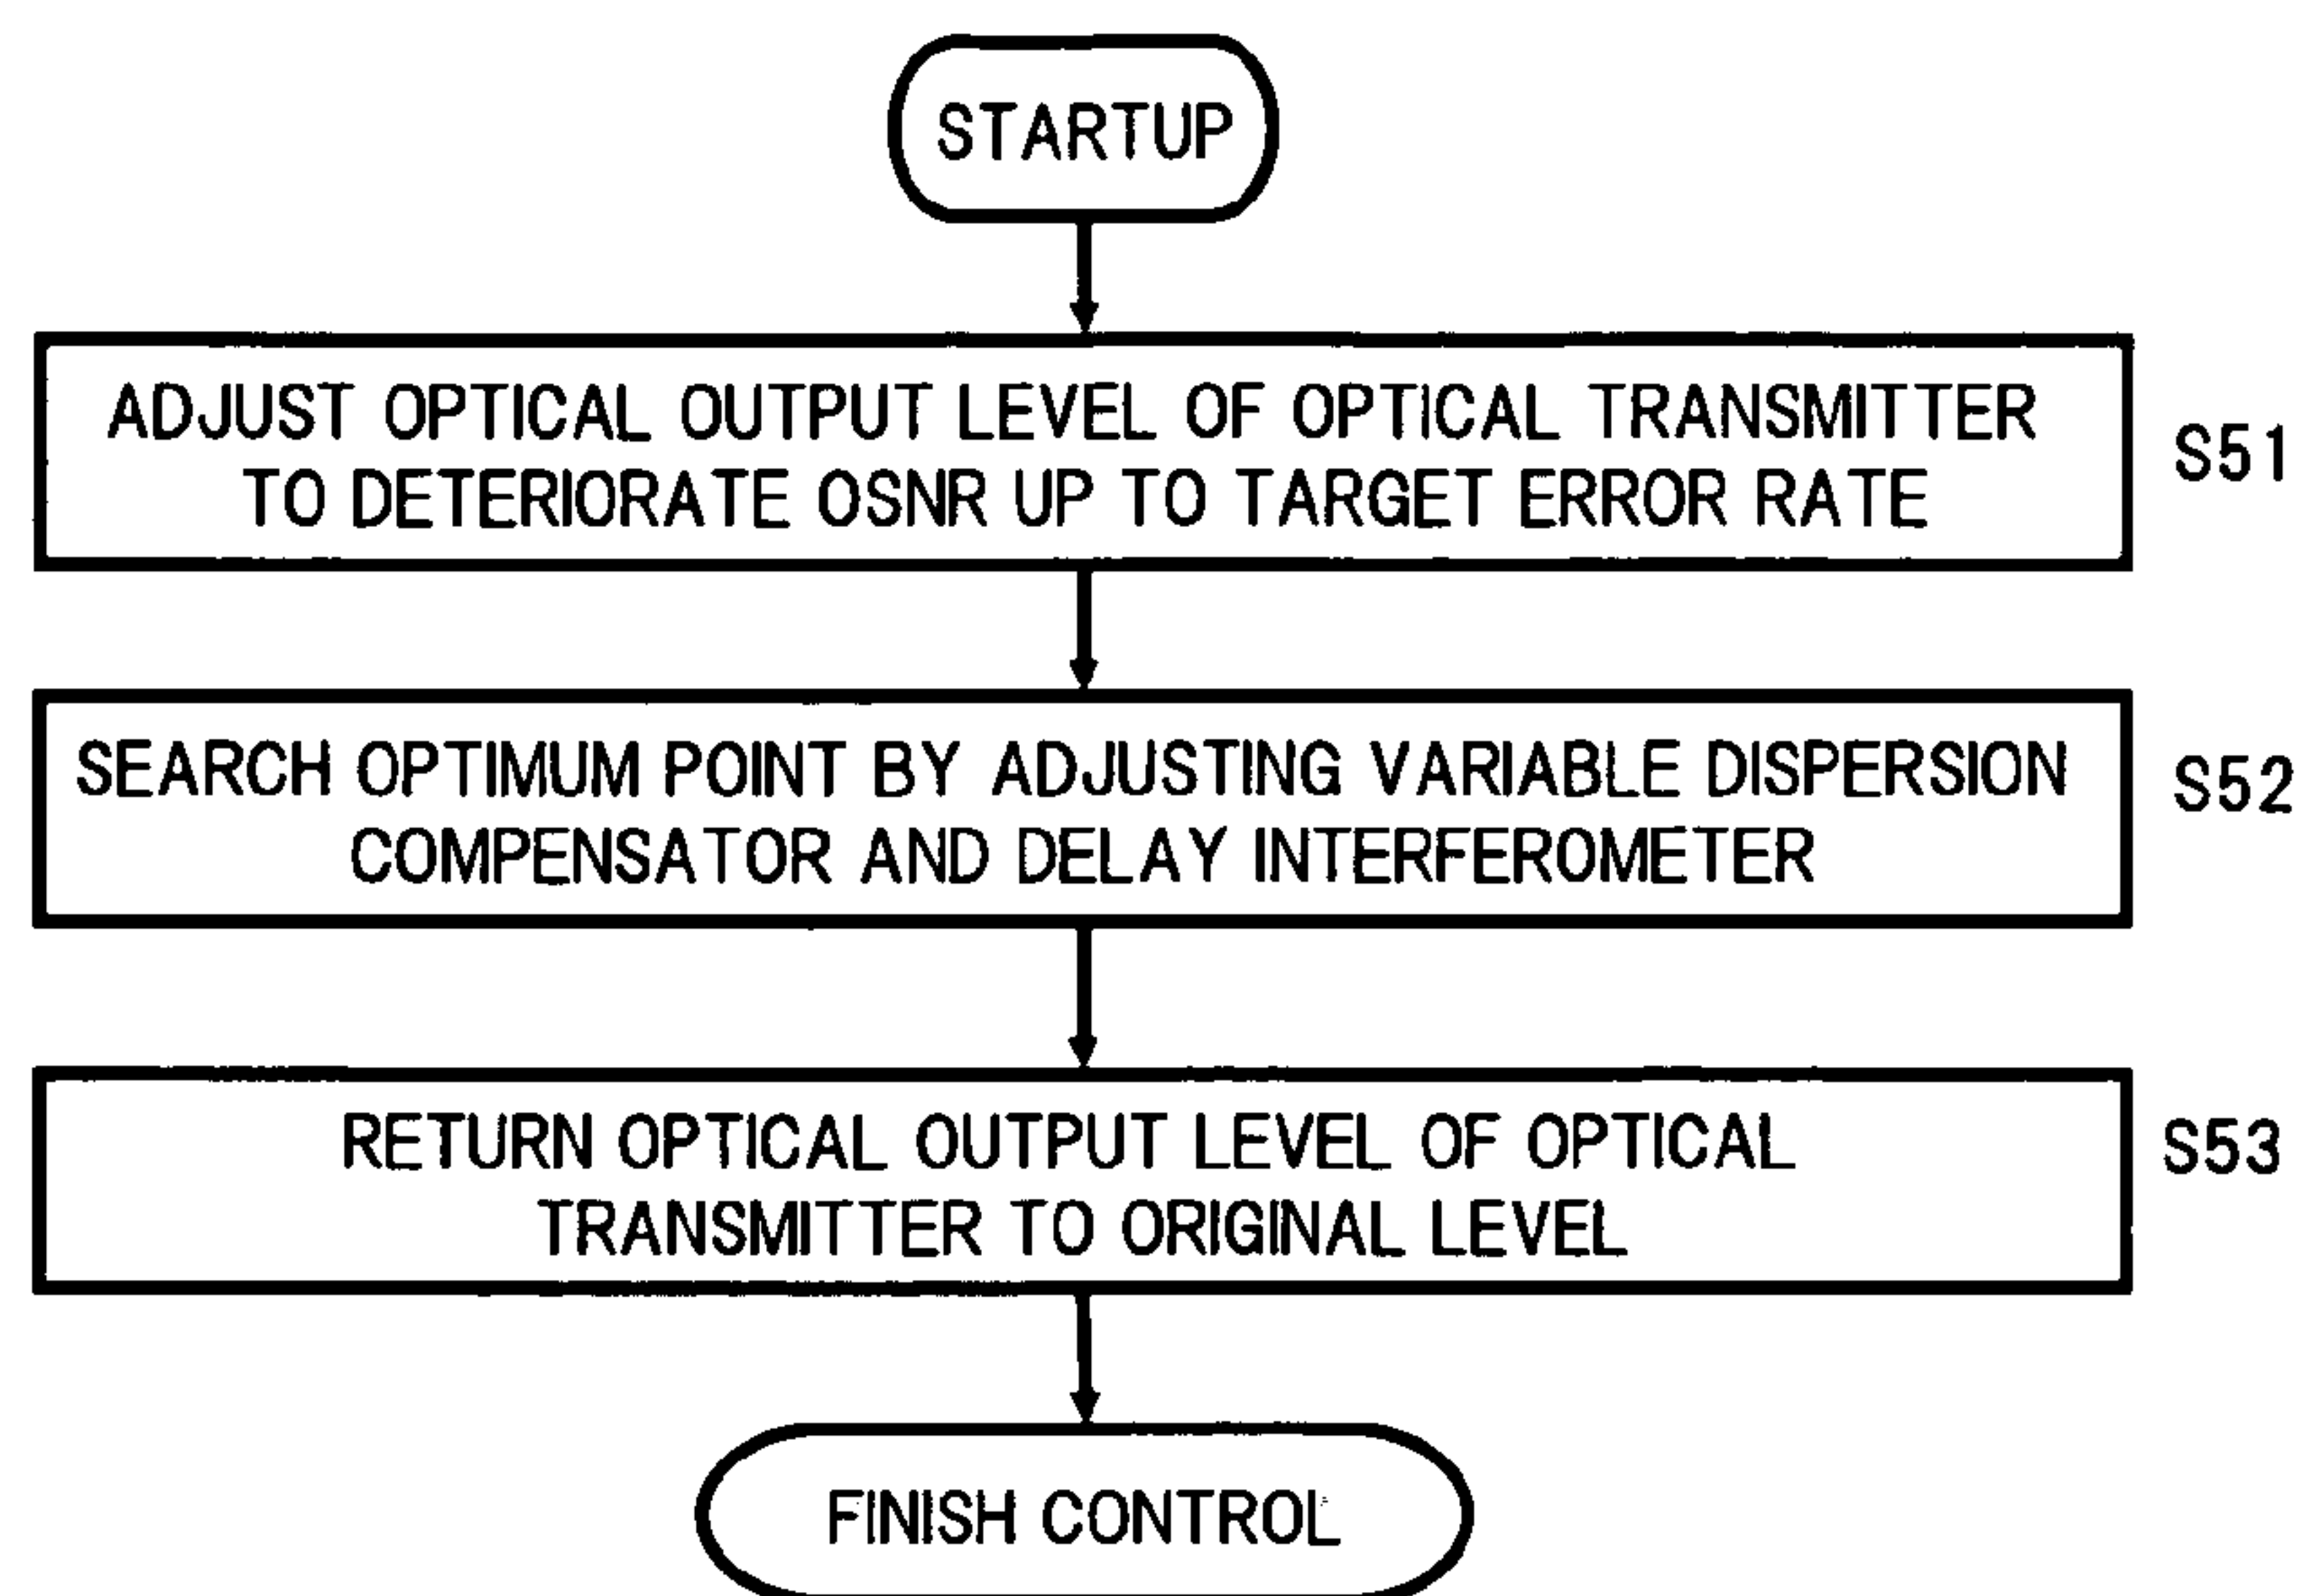 STARTUP
ADJUST OPTICAL OUTPUT LEVEL OF OPTICAL TRANSMITTER
TO DETERIORATE OSNR UP TO TARGET ERROR RATE
S51
SEARCH OPTIMUM POINT BY ADJUSTING VARIABLE DISPERSION
COMPENSATOR AND DELAY INTERFEROMETER
S52
RETURN OPTICAL OUTPUT LEVEL OF OPTICAL
TRANSMITTER TO ORIGINAL LEVEL
S53
FINISH CONTROL